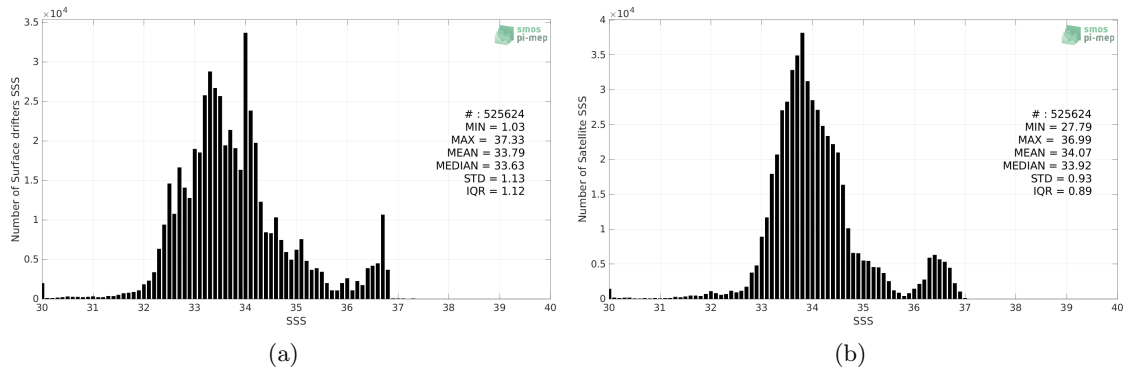 ×10⁴
3.5
3
2.5
2
1.5
1
0.5
0
30 31 32 33 34 35 36 37 38 39 40
SSS
Number of Surface drifters SSS
smos
pi-mep
# : 525624
MIN = 1.03
MAX = 37.33
MEAN = 33.79
MEDIAN = 33.63
STD = 1.13
IQR = 1.12
(a)
×10⁴
4
3.5
3
2.5
2
1.5
1
0.5
0
30 31 32 33 34 35 36 37 38 39 40
SSS
Number of Satellite SSS
smos
pi-mep
# : 525624
MIN = 27.79
MAX = 36.99
MEAN = 34.07
MEDIAN = 33.92
STD = 0.93
IQR = 0.89
(b)